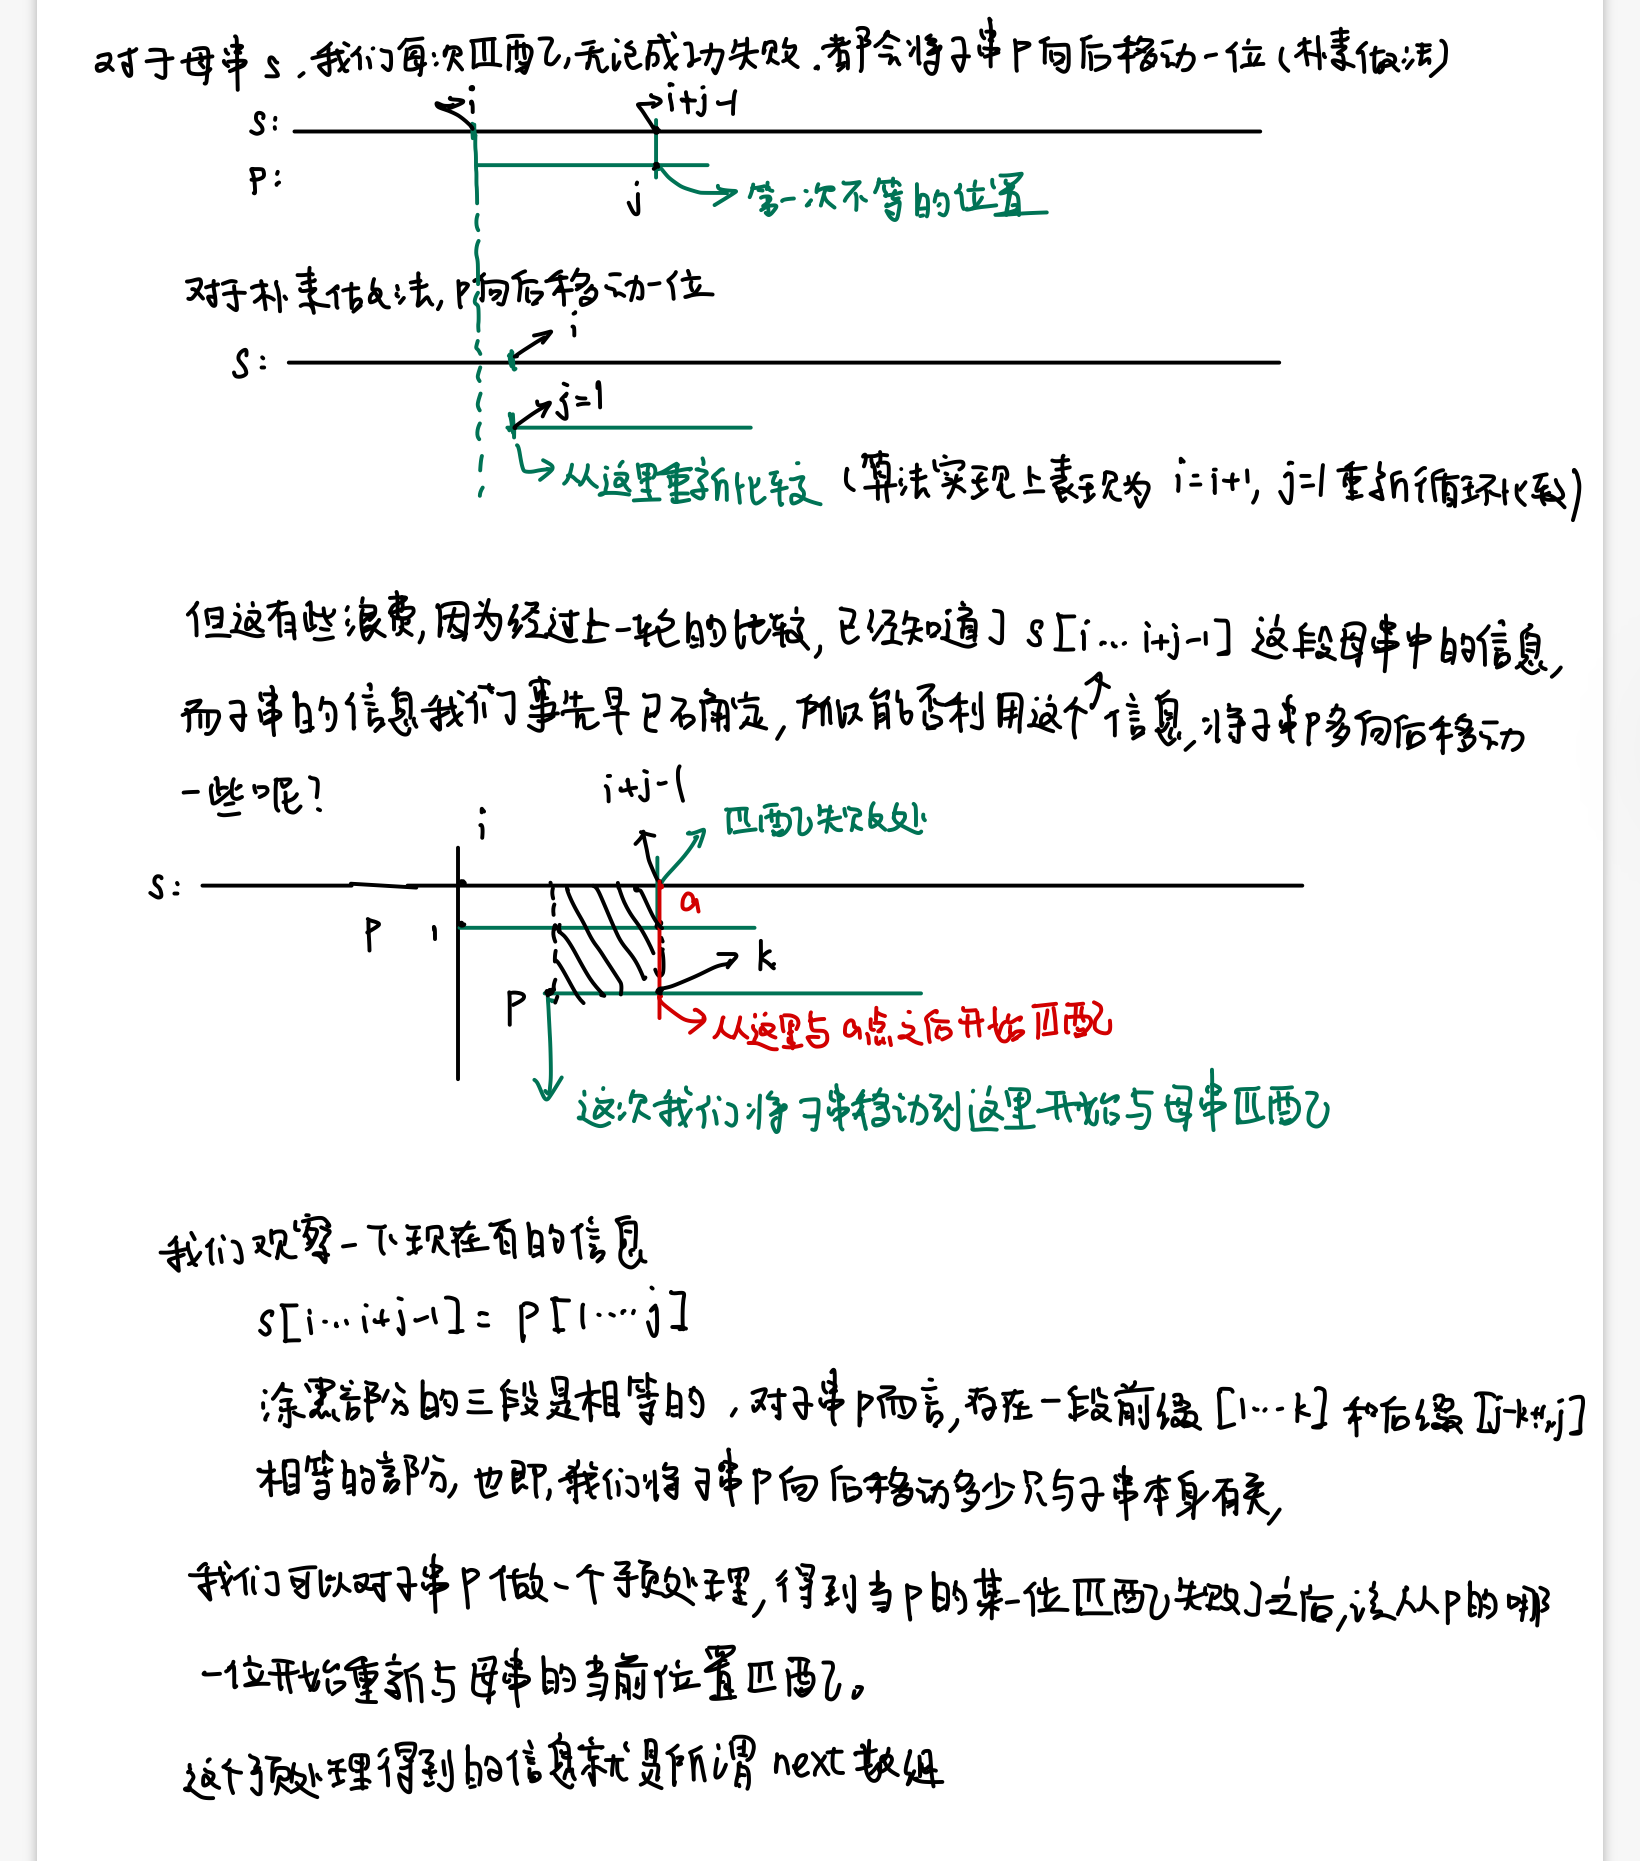 对于母串 s，我们每次匹配，无论成功失败，都会将子串P向后移动一位（朴素做法）
i
i+j-1
S:
P:
j
第一次不等的位置
对于朴素做法，P向后移动一位
i
S:
j=1
从这里重新比较（算法实现上表现为 i=i+1, j=1重新循环比较）
但这有些浪费，因为经过上一轮的比较，已经知道了 S[i...i+j-1] 这段母串中的信息，
而子串的信息我们事先早已确定，所以能否利用这个信息，将子串P多向后移动
一些呢？
i+j-1
i
匹配失败处
S:
a
P
1
k
P
从这里与a点之后开始匹配
这次我们将子串移动到这里开始与母串匹配
我们观察一下现在有的信息
S[i...i+j-1] = P[1....j]
涂黑部分的三段是相等的，对子串P而言，存在一段前缀[1...k]和后缀[j-k+1,j]
相等的部分，也即，我们将子串P向后移动多少只与子串本身有关，
我们可以对子串P做一个预处理，得到当P的某一位匹配失败了之后，该从P的哪
一位开始重新与母串的当前位置匹配。
这个预处理得到的信息就是所谓 next 数组